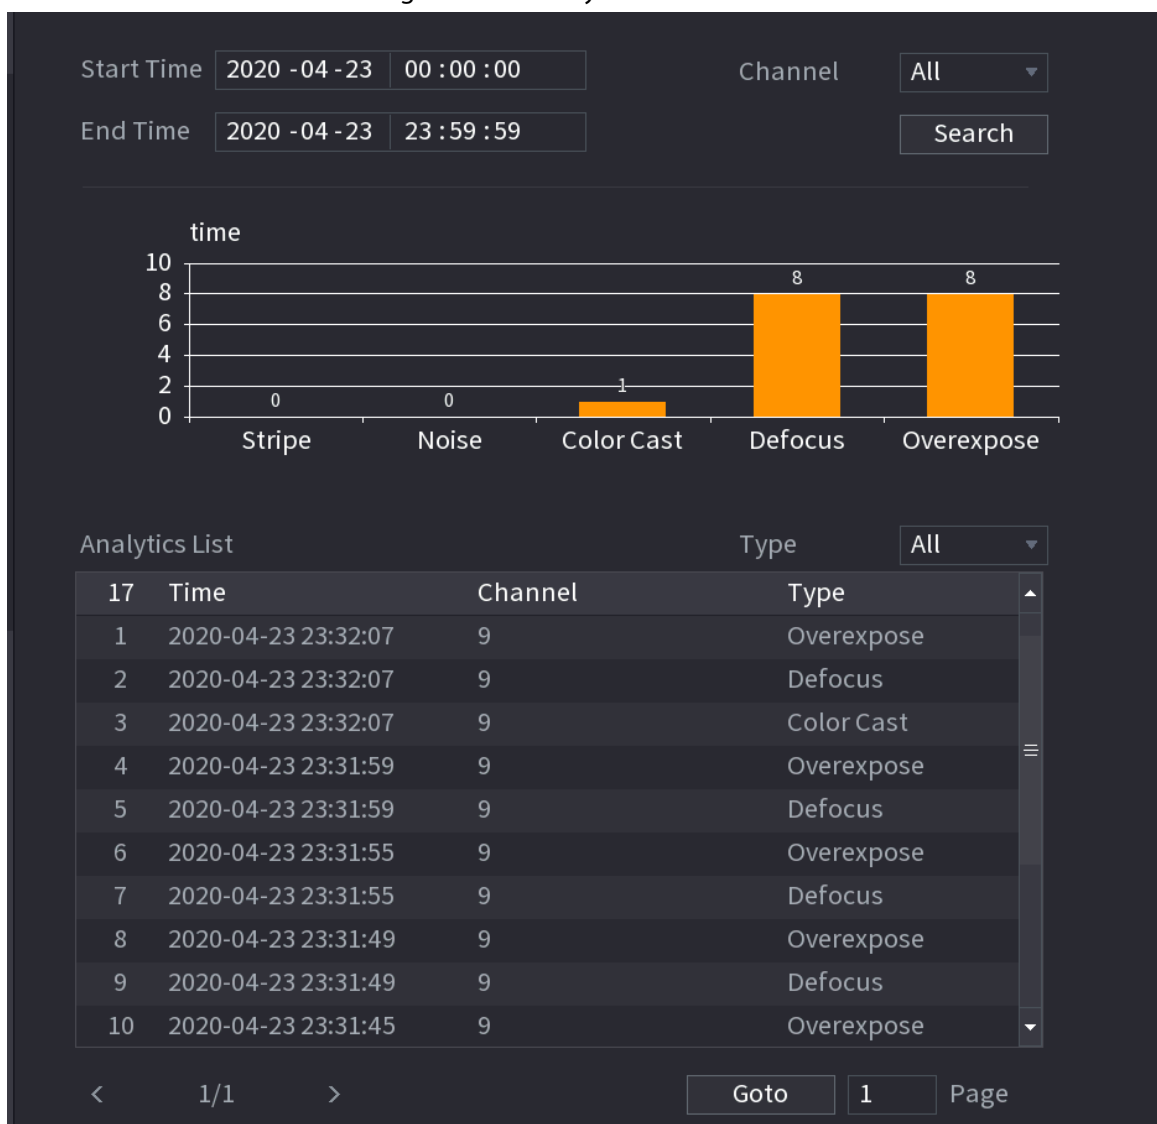 Start Time 2020 -04 -23 00 : 00 : 00 Channel All
End Time 2020 -04 -23 23 : 59 : 59 Search
time
10
8
6
4
2
0
0 0 1 8 8
Stripe Noise Color Cast Defocus Overexpose
Analytics List Type All
17 Time Channel Type
1 2020-04-23 23:32:07 9 Overexpose
2 2020-04-23 23:32:07 9 Defocus
3 2020-04-23 23:32:07 9 Color Cast
4 2020-04-23 23:31:59 9 Overexpose
5 2020-04-23 23:31:59 9 Defocus
6 2020-04-23 23:31:55 9 Overexpose
7 2020-04-23 23:31:55 9 Defocus
8 2020-04-23 23:31:49 9 Overexpose
9 2020-04-23 23:31:49 9 Defocus
10 2020-04-23 23:31:45 9 Overexpose
< 1/1 > Goto 1 Page